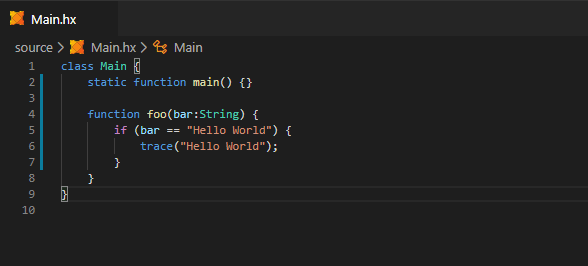 Main.hx
source > Main.hx > Main
1 class Main {
2     static function main() {}
3
4     function foo(bar:String) {
5         if (bar == "Hello World") {
6             trace("Hello World");
7         }
8     }
9 }
10